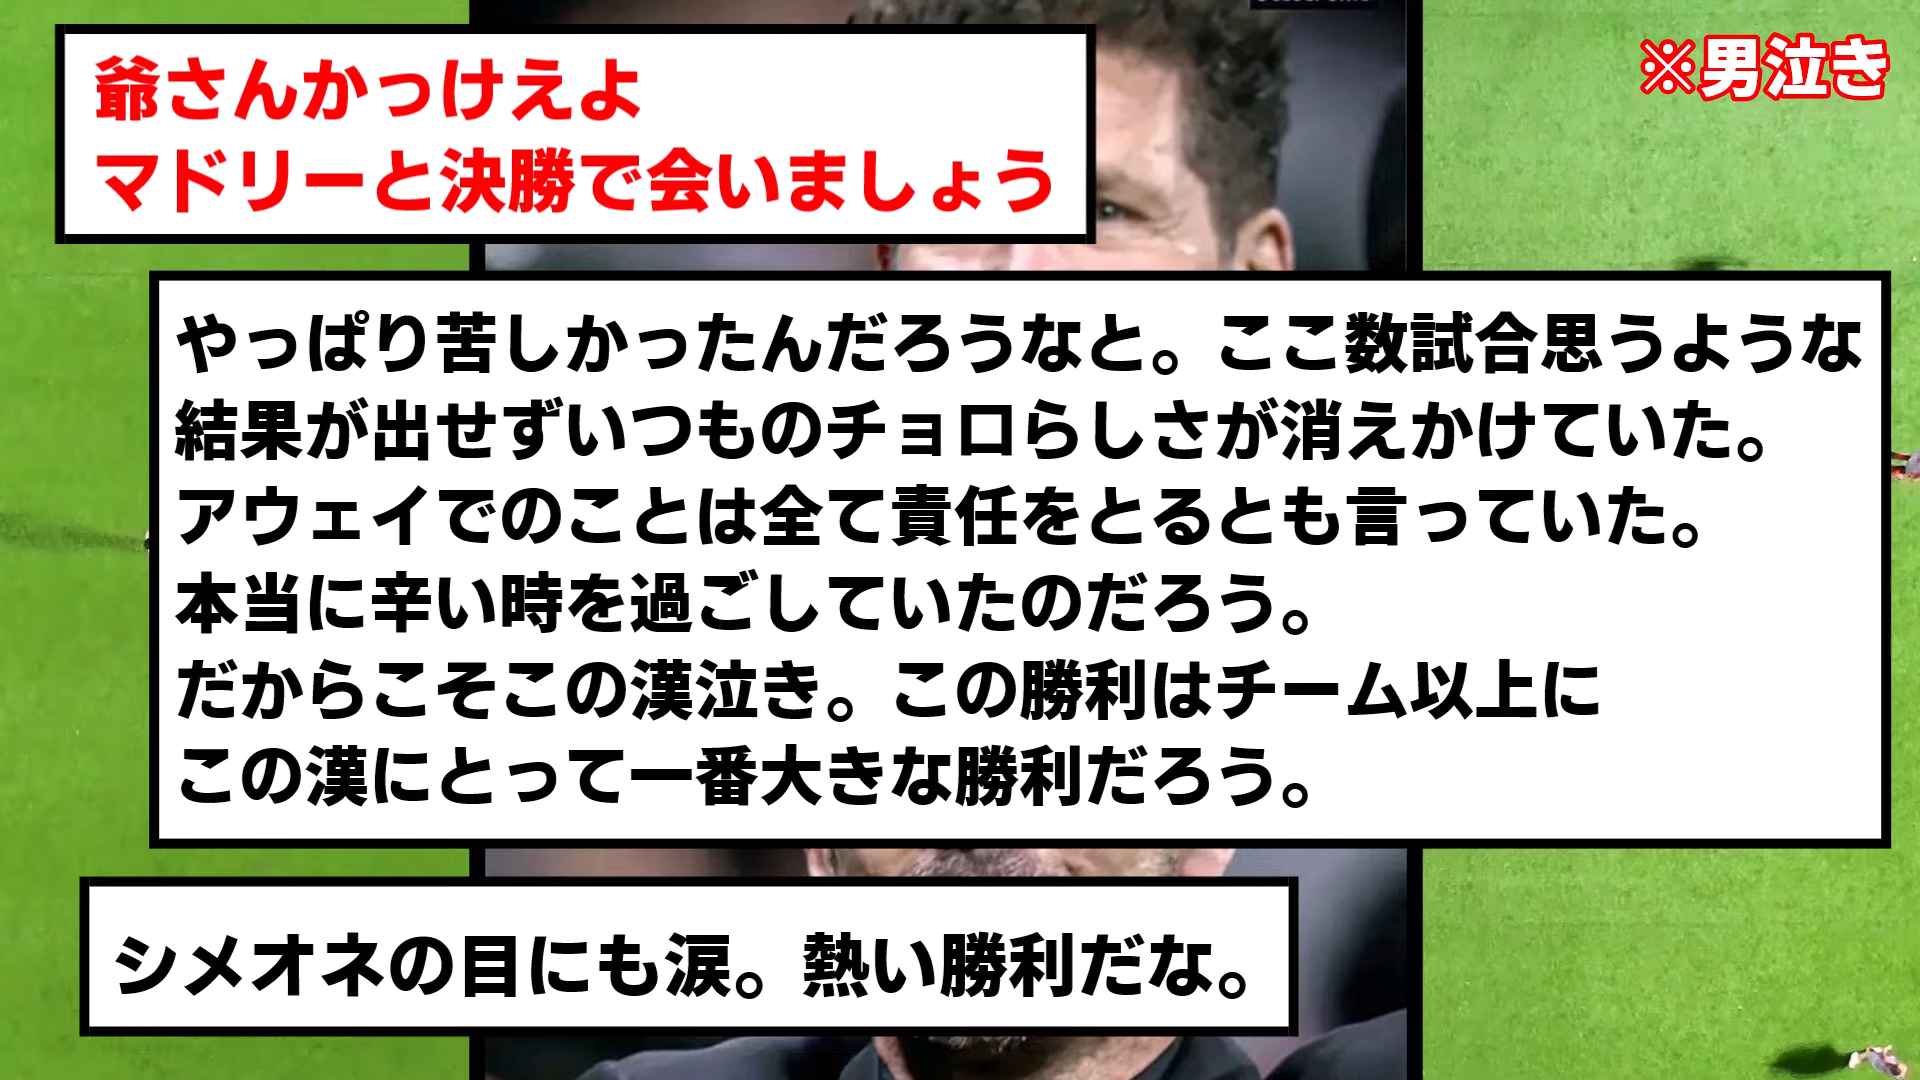 ※男泣き
爺さんかっけえよ
マドリーと決勝で会いましょう
やっぱり苦しかったんだろうなと。ここ数試合思うような
結果が出せずいつものチョロらしさが消えかけていた。
アウェイでのことは全て責任をとるとも言っていた。
本当に辛い時を過ごしていたのだろう。
だからこそこの漢泣き。この勝利はチーム以上に
この漢にとって一番大きな勝利だろう。
シメオネの目にも涙。熱い勝利だな。